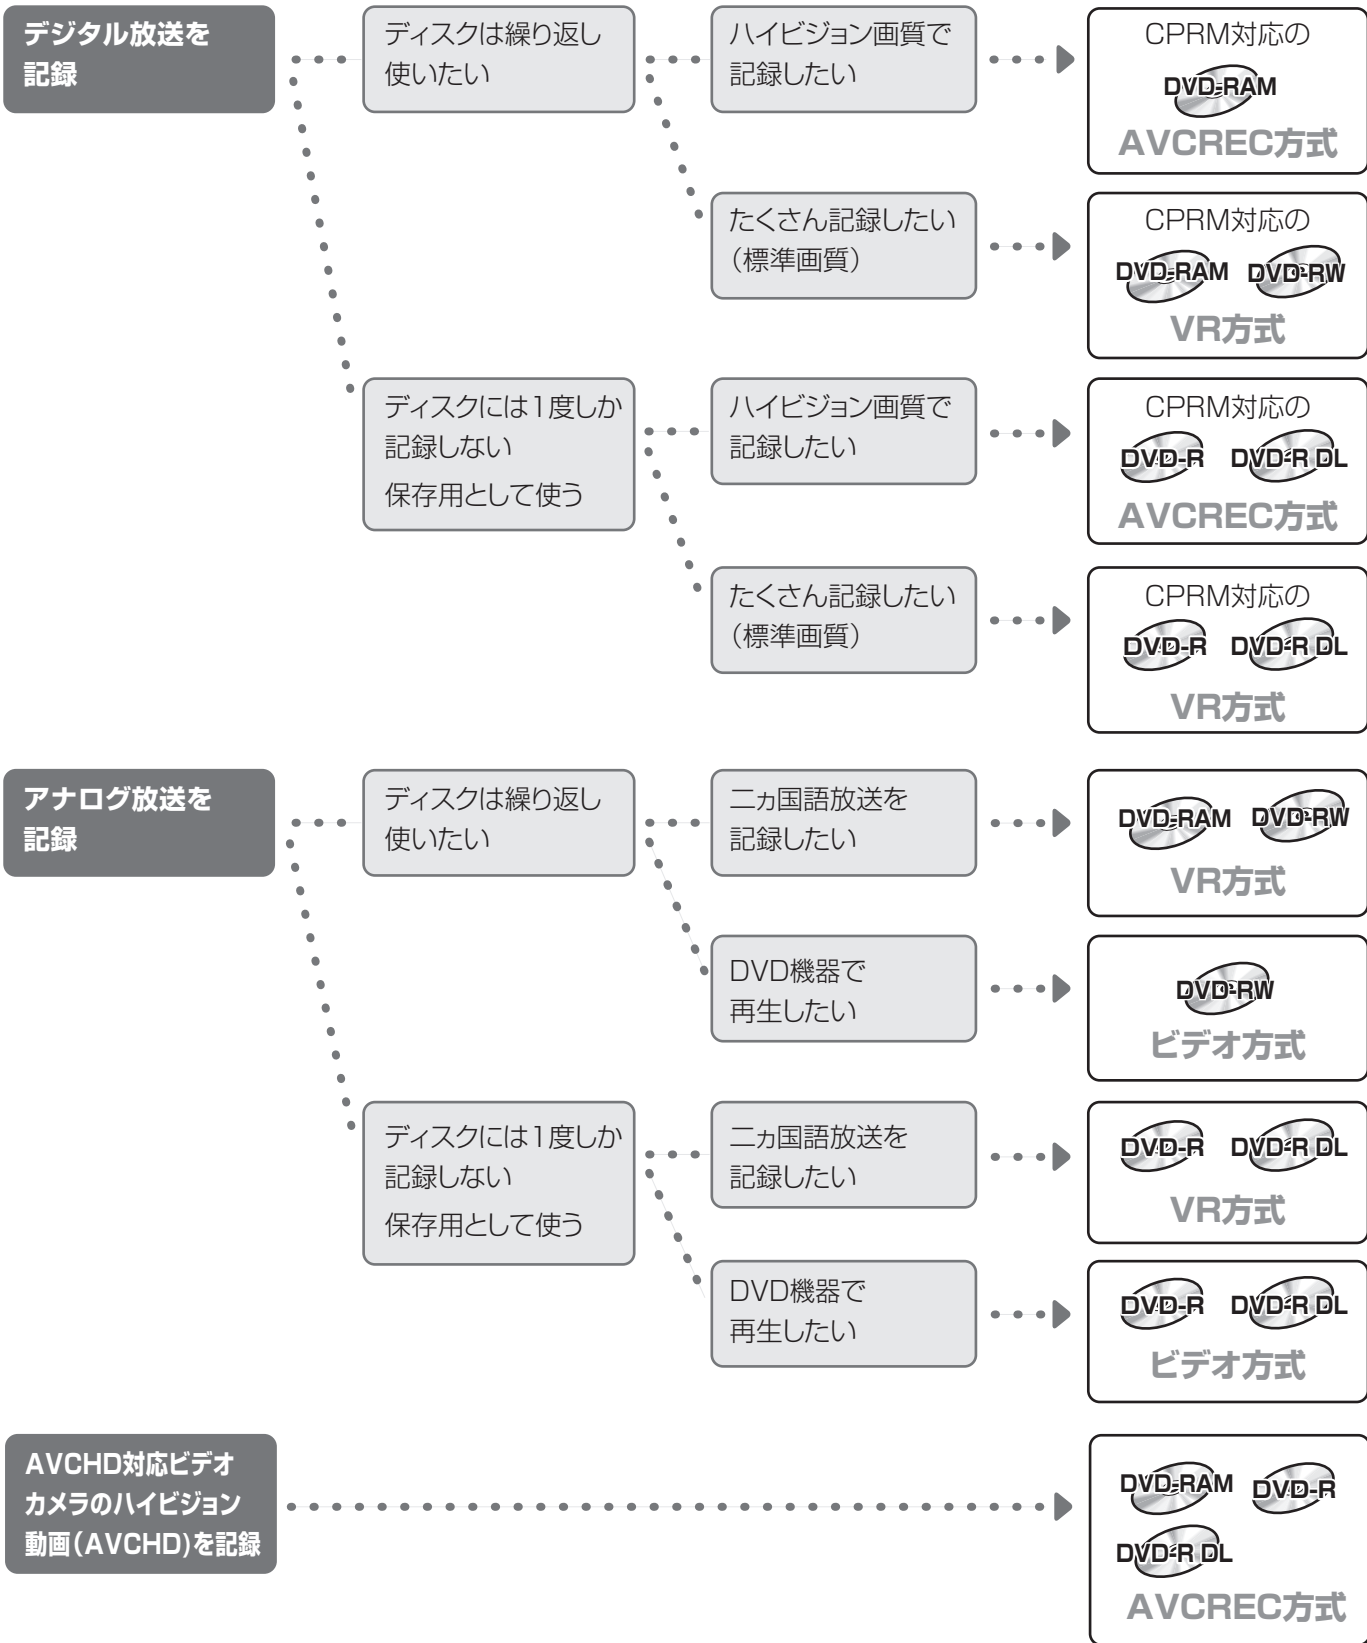 デジタル放送を
記録
ディスクは繰り返し
使いたい
ハイビジョン画質で
記録したい
CPRM対応の
DVD-RAM
AVCREC方式
たくさん記録したい
(標準画質)
CPRM対応の
DVD-RAM DVD-RW
VR方式
ディスクには1度しか
記録しない
保存用として使う
ハイビジョン画質で
記録したい
CPRM対応の
DVD-R DVD-R DL
AVCREC方式
たくさん記録したい
(標準画質)
CPRM対応の
DVD-R DVD-R DL
VR方式
アナログ放送を
記録
ディスクは繰り返し
使いたい
二ヵ国語放送を
記録したい
DVD-RAM DVD-RW
VR方式
DVD機器で
再生したい
DVD-RW
ビデオ方式
ディスクには1度しか
記録しない
保存用として使う
二ヵ国語放送を
記録したい
DVD-R DVD-R DL
VR方式
DVD機器で
再生したい
DVD-R DVD-R DL
ビデオ方式
AVCHD対応ビデオ
カメラのハイビジョン
動画(AVCHD)を記録
DVD-RAM DVD-R
DVD-R DL
AVCREC方式